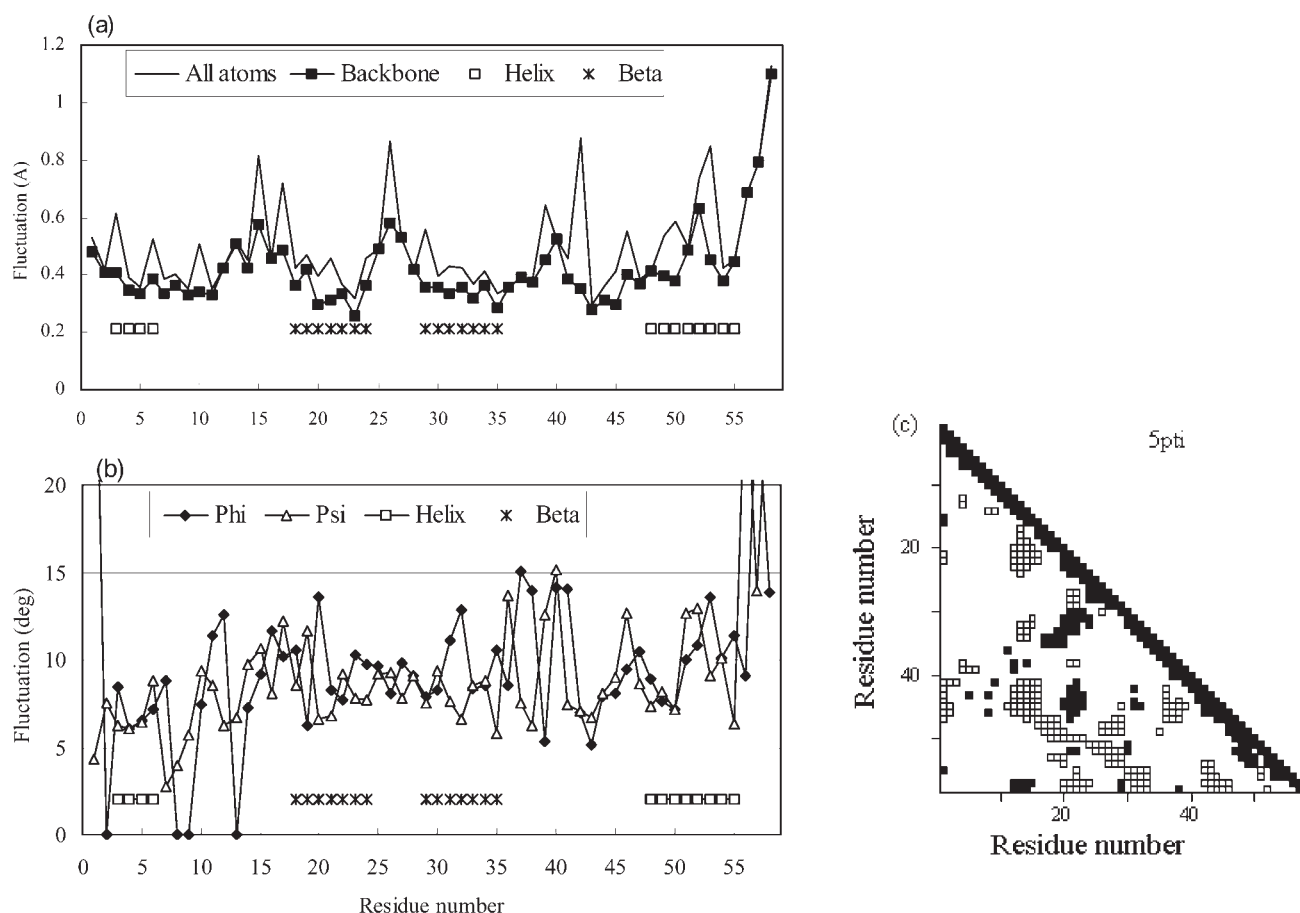 (a)
1.2
All atoms Backbone Helix Beta
1
0.8
0.6
0.4
0.2
0
Fluctuation (A)
0 5 10 15 20 25 30 35 40 45 50 55
(b)
20
Phi Psi Helix Beta
15
10
5
0
Fluctuation (deg)
0 5 10 15 20 25 30 35 40 45 50 55
Residue number
(c)
5pti
20
40
Residue number
20 40
Residue number